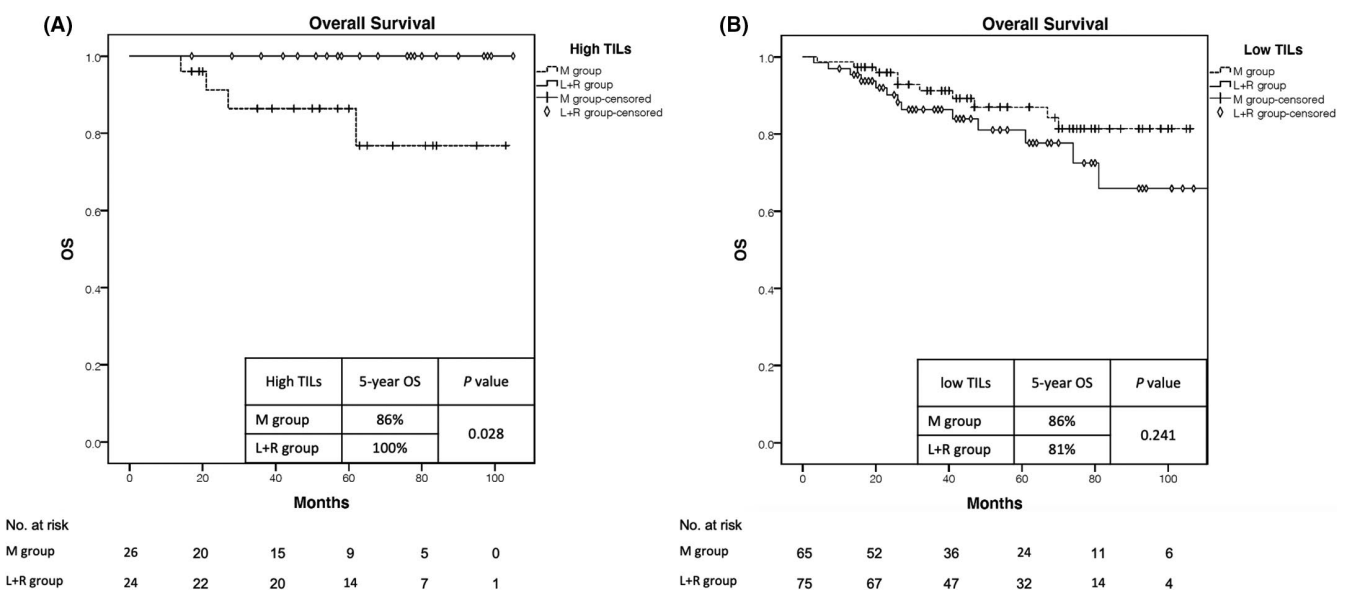 (A)
Overall Survival
High TILs
M group
L+R group
M group-censored
L+R group-censored
OS
1.0
0.8
0.6
0.4
0.2
0.0
High TILs 5-year OS P value
M group 86%
0.028
L+R group 100%
0 20 40 60 80 100
Months
No. at risk
M group 26 20 15 9 5 0
L+R group 24 22 20 14 7 1
(B)
Overall Survival
Low TILs
M group
L+R group
M group-censored
L+R group-censored
OS
1.0
0.8
0.6
0.4
0.2
0.0
low TILs 5-year OS P value
M group 86%
0.241
L+R group 81%
0 20 40 60 80 100
Months
No. at risk
M group 65 52 36 24 11 6
L+R group 75 67 47 32 14 4